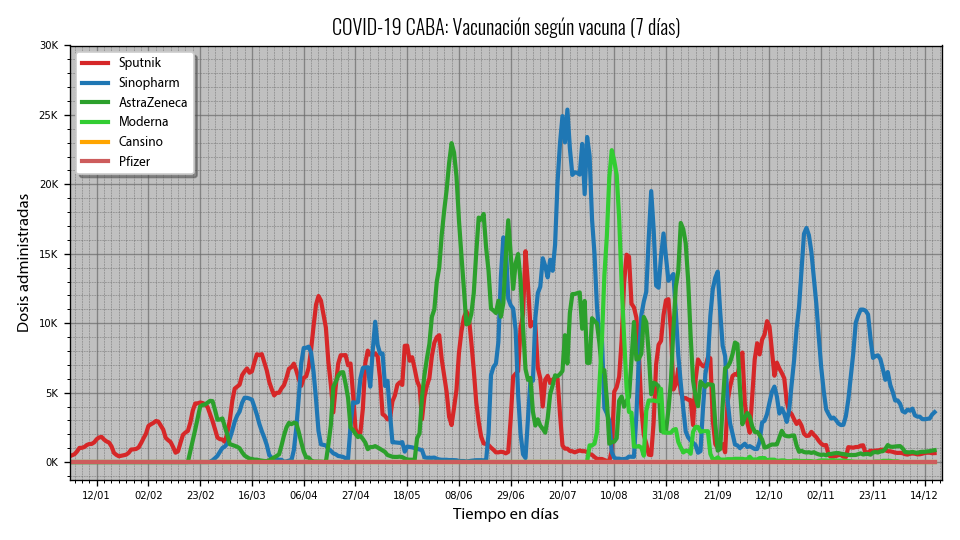 COVID-19 CABA: Vacunación según vacuna (7 días)
30K
25K
20K
15K
10K
5K
0K
Dosis administradas
Sputnik
Sinopharm
AstraZeneca
Moderna
Cansino
Pfizer
12/01 02/02 23/02 16/03 06/04 27/04 18/05 08/06 29/06 20/07 10/08 31/08 21/09 12/10 02/11 23/11 14/12
Tiempo en días